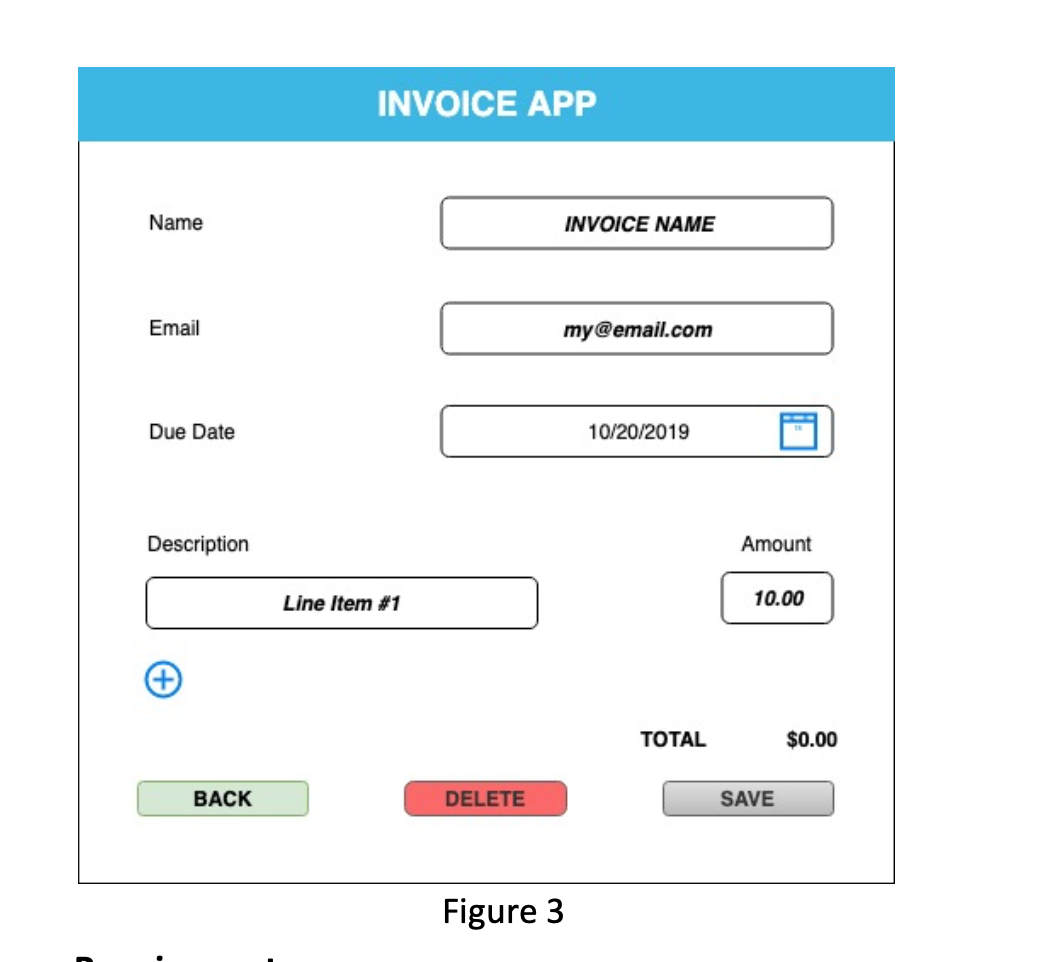 INVOICE APP
Name
INVOICE NAME
Email
my@email.com
Due Date
10/20/2019
Description
Amount
Line Item #1
10.00
TOTAL $0.00
BACK
DELETE
SAVE
Figure 3